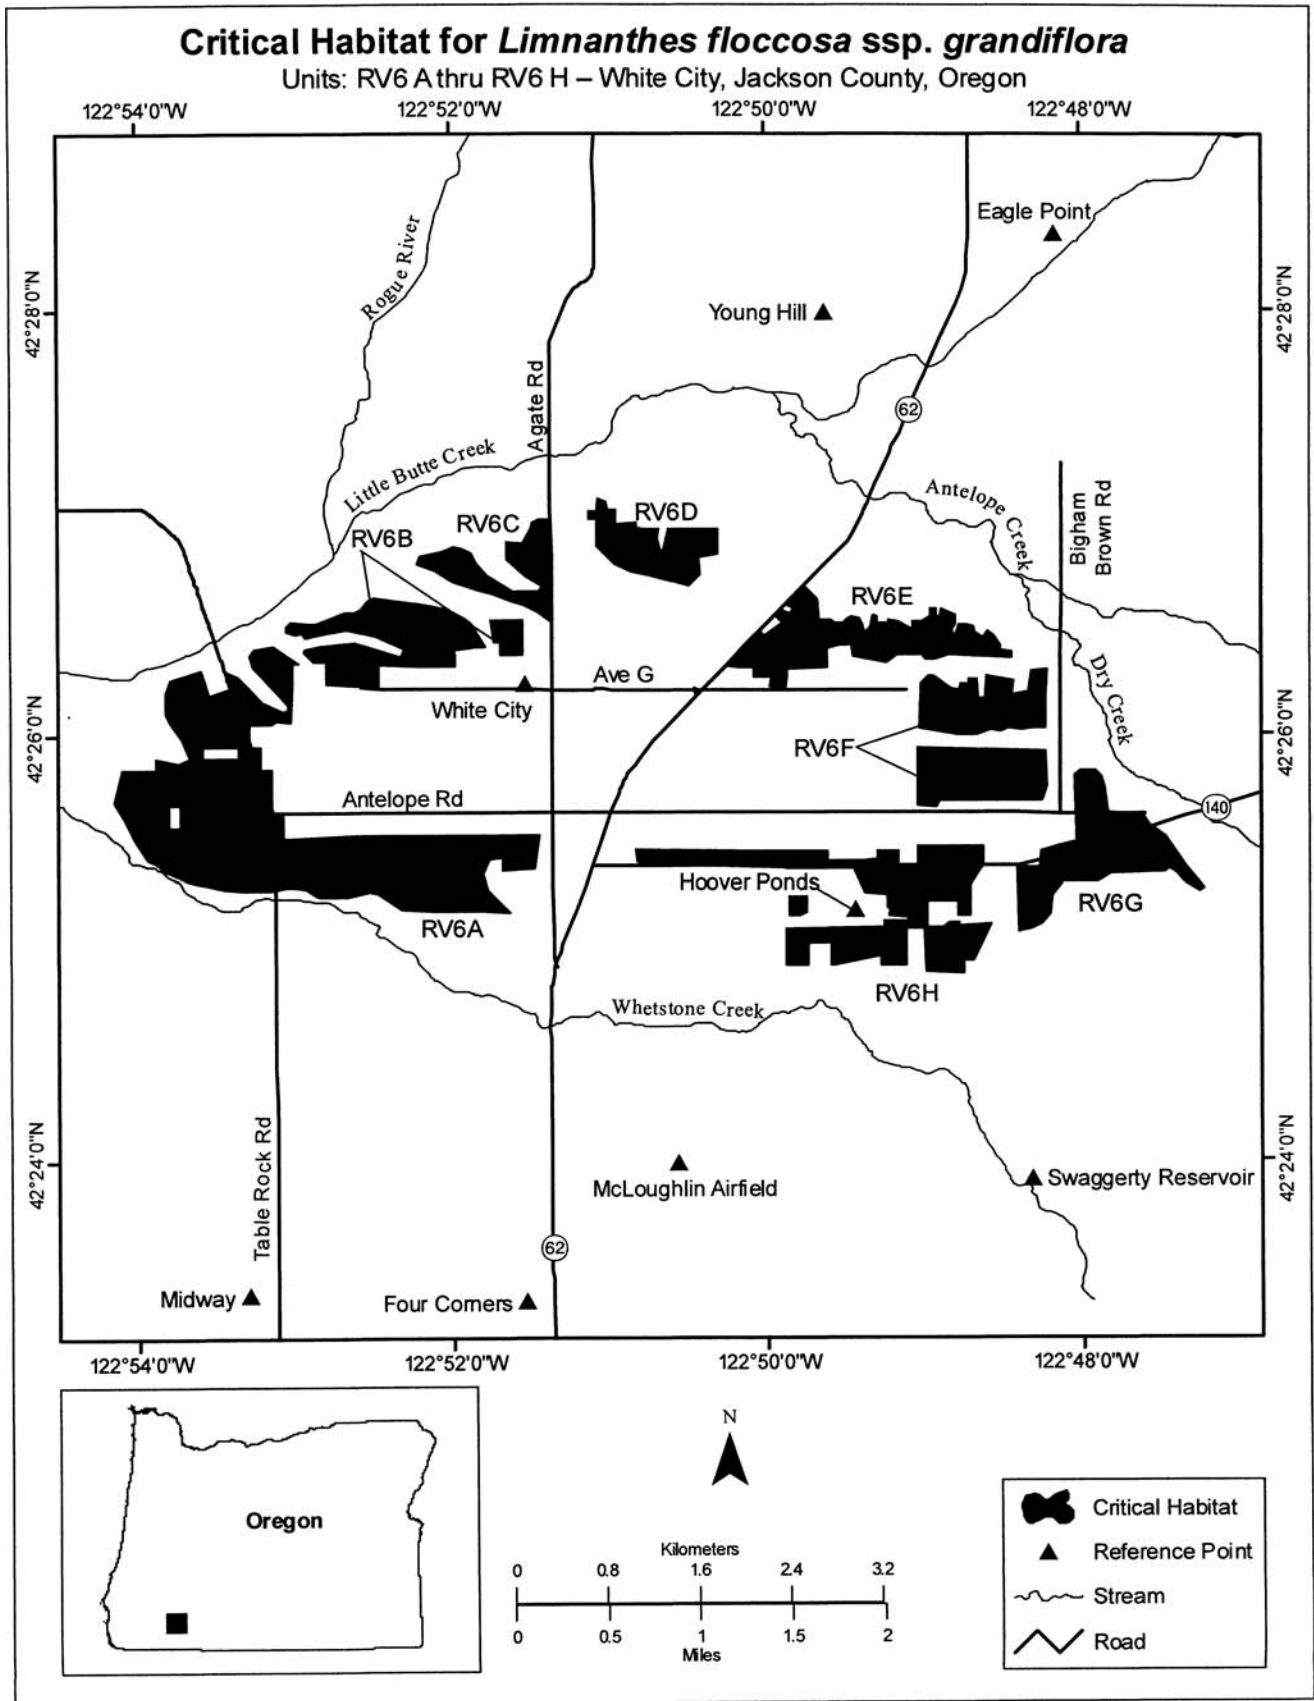 Critical Habitat for Limnanthes floccosa ssp. grandiflora
Units: RV6 A thru RV6 H – White City, Jackson County, Oregon
122°54'0"W
122°52'0"W
122°50'0"W
122°48'0"W
Eagle Point
Rogue River
42°28'0"N
Young Hill
42°28'0"N
Agate Rd
62
Little Butte Creek
Antelope Creek
Bigham
Brown Rd
RV6B
RV6C
RV6D
RV6E
Ave G
Dry Creek
White City
42°26'0"N
RV6F
42°26'0"N
Antelope Rd
140
Hoover Ponds
RV6A
RV6G
RV6H
Whetstone Creek
42°24'0"N
Table Rock Rd
McLoughlin Airfield
Swaggerty Reservoir
42°24'0"N
62
Midway
Four Corners
122°54'0"W
122°52'0"W
122°50'0"W
122°48'0"W
Oregon
N
Kilometers
0 0.8 1.6 2.4 3.2
0 0.5 1 1.5 2
Miles
Critical Habitat
Reference Point
Stream
Road